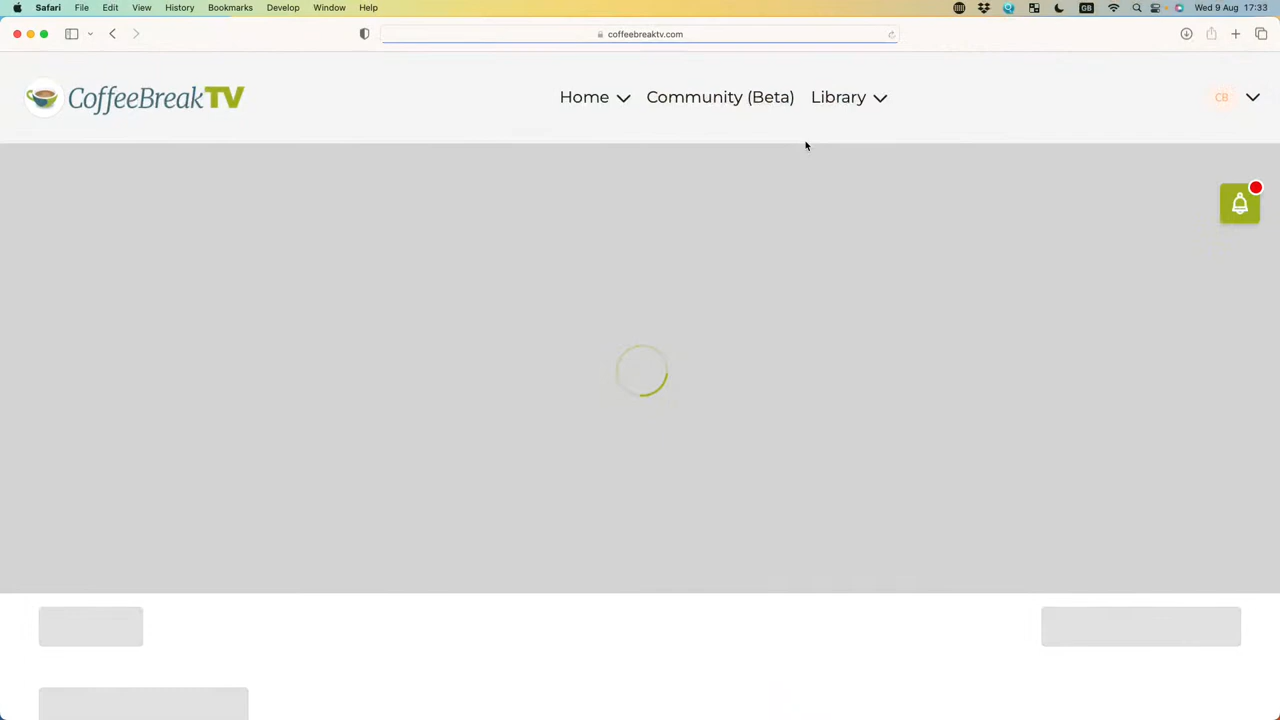 Safari File Edit View History Bookmarks Develop Window Help GB Wed 9 Aug 17:33
coffeebreaktv.com
CoffeeBreakTV Home Community (Beta) Library CB